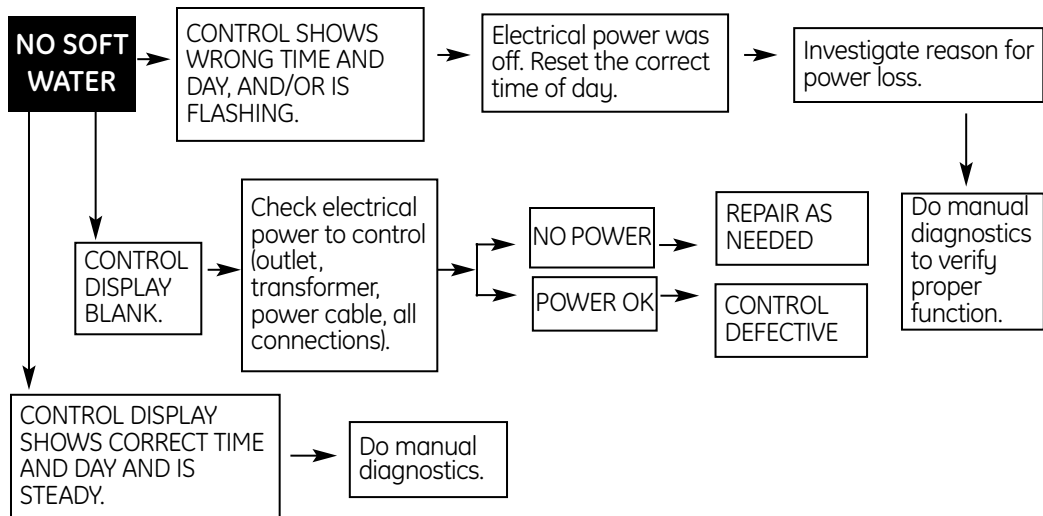 NO SOFT
WATER
CONTROL SHOWS
WRONG TIME AND
DAY, AND/OR IS
FLASHING.
Electrical power was
off. Reset the correct
time of day.
Investigate reason for
power loss.
Do manual
diagnostics
to verify
proper
function.
CONTROL
DISPLAY
BLANK.
Check electrical
power to control
(outlet,
transformer,
power cable, all
connections).
NO POWER
REPAIR AS
NEEDED
POWER OK
CONTROL
DEFECTIVE
CONTROL DISPLAY
SHOWS CORRECT TIME
AND DAY AND IS
STEADY.
Do manual
diagnostics.